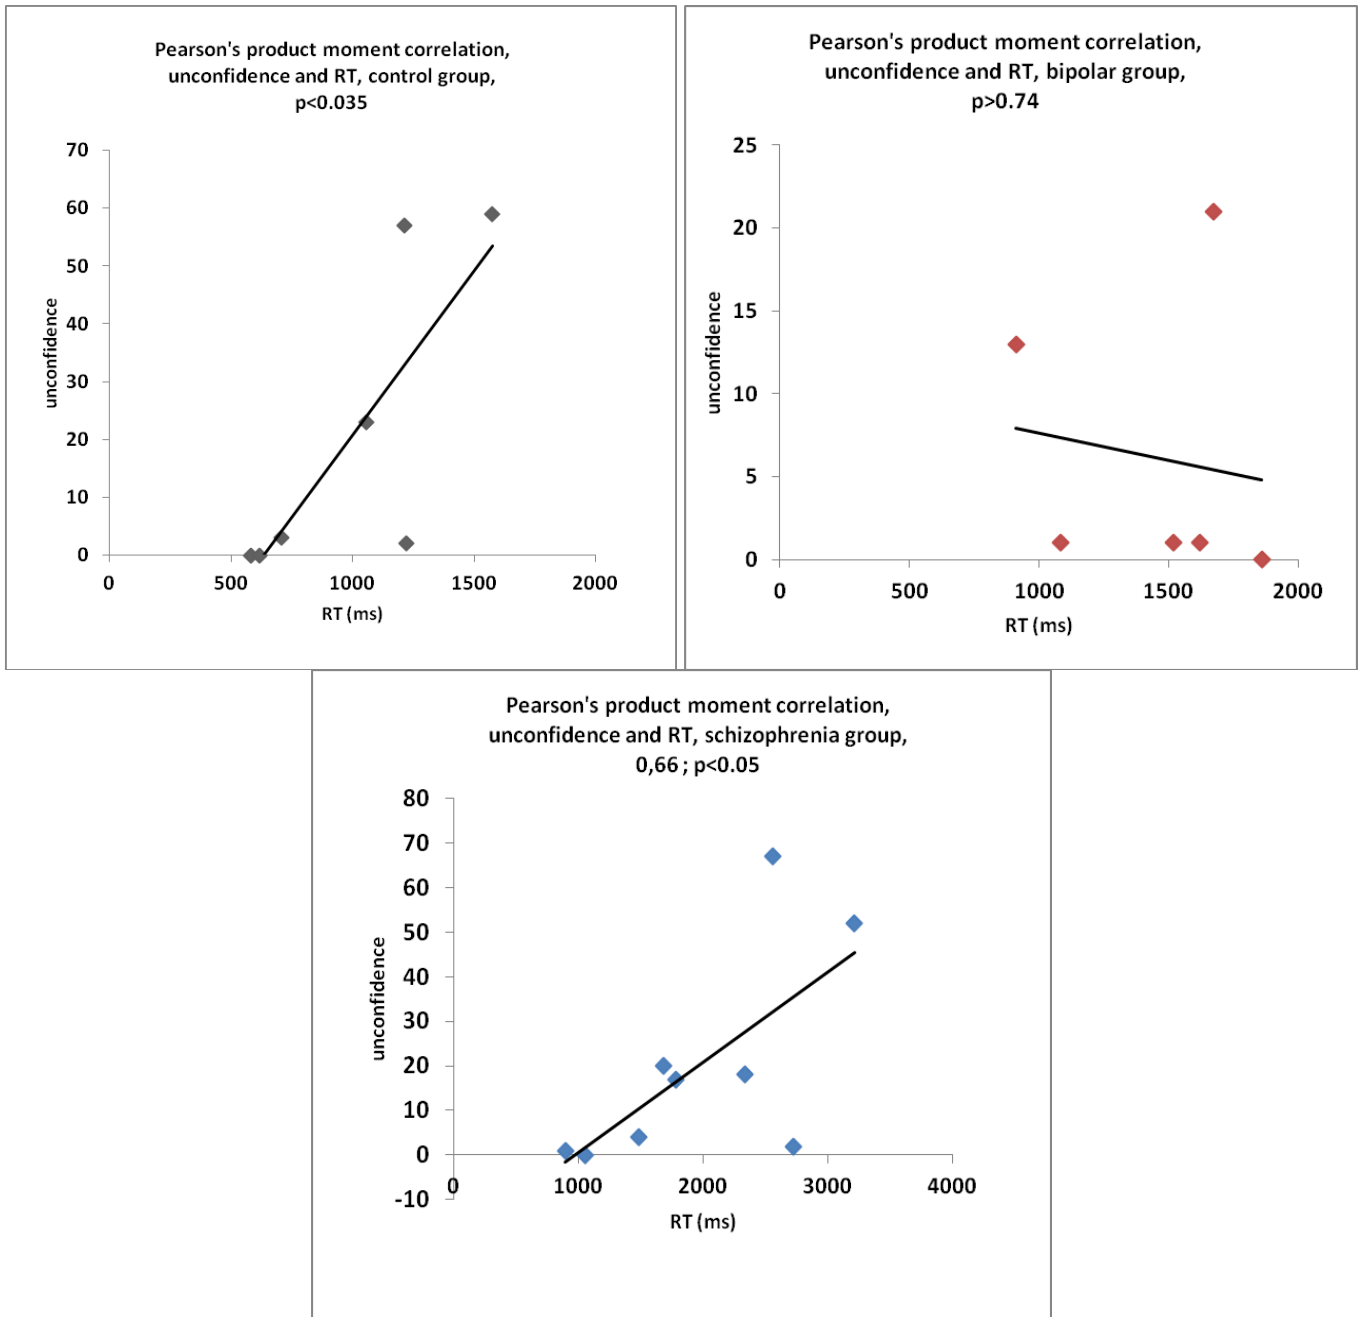 Pearson's product moment correlation,
unconfidence and RT, control group,
p<0.035
70
60
50
40
30
20
10
0
unconfidence
0 500 1000 1500 2000
RT (ms)
Pearson's product moment correlation,
unconfidence and RT, bipolar group,
p>0.74
25
20
15
10
5
0
unconfidence
0 500 1000 1500 2000
RT (ms)
Pearson's product moment correlation,
unconfidence and RT, schizophrenia group,
0,66 ; p<0.05
80
70
60
50
40
30
20
10
0
-10
unconfidence
0 1000 2000 3000 4000
RT (ms)